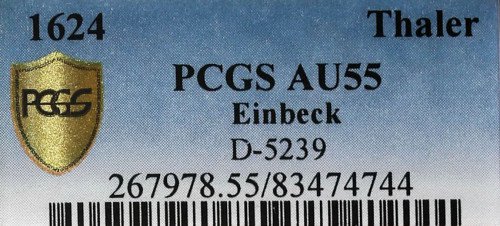 1624 Thaler
PCGS AU55
PCGS
Einbeck
D-5239
267978.55/83474744